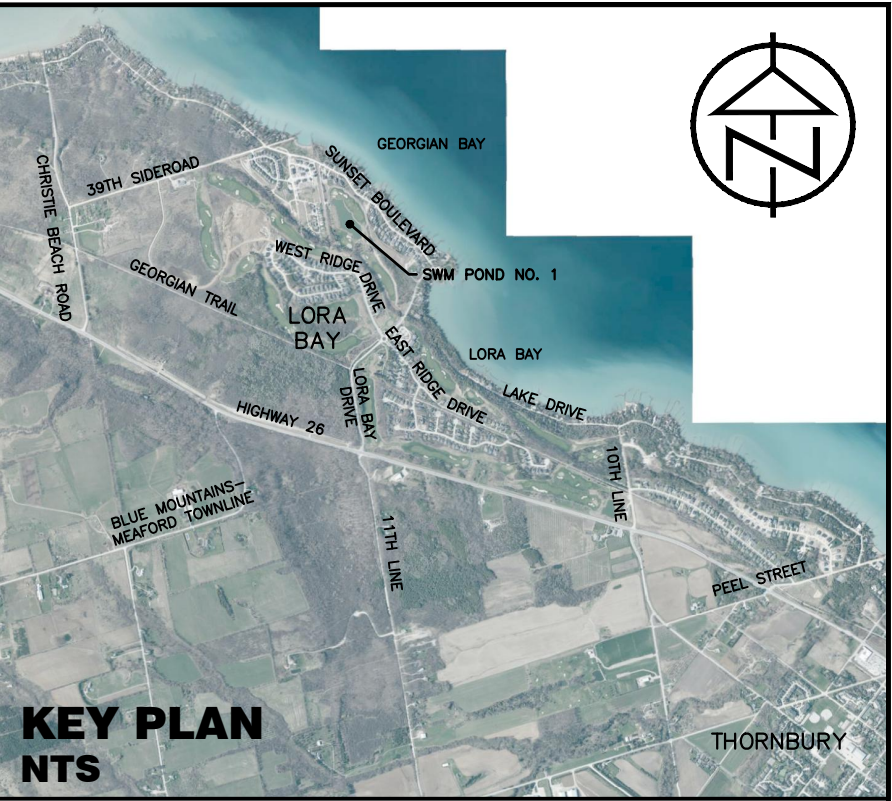 GEORGIAN BAY
SUNSET BOULEVARD
39TH SIDEROAD
CHRISTIE BEACH ROAD
WEST RIDGE DRIVE
SWM POND NO. 1
GEORGIAN TRAIL
LORA
BAY
EAST RIDGE DRIVE
LORA BAY
LAKE DRIVE
LORA BAY
DRIVE
HIGHWAY 26
10TH LINE
BLUE MOUNTAINS-
MEAFORD TOWNLINE
11TH LINE
PEEL STREET
KEY PLAN
NTS
THORNBURY
N